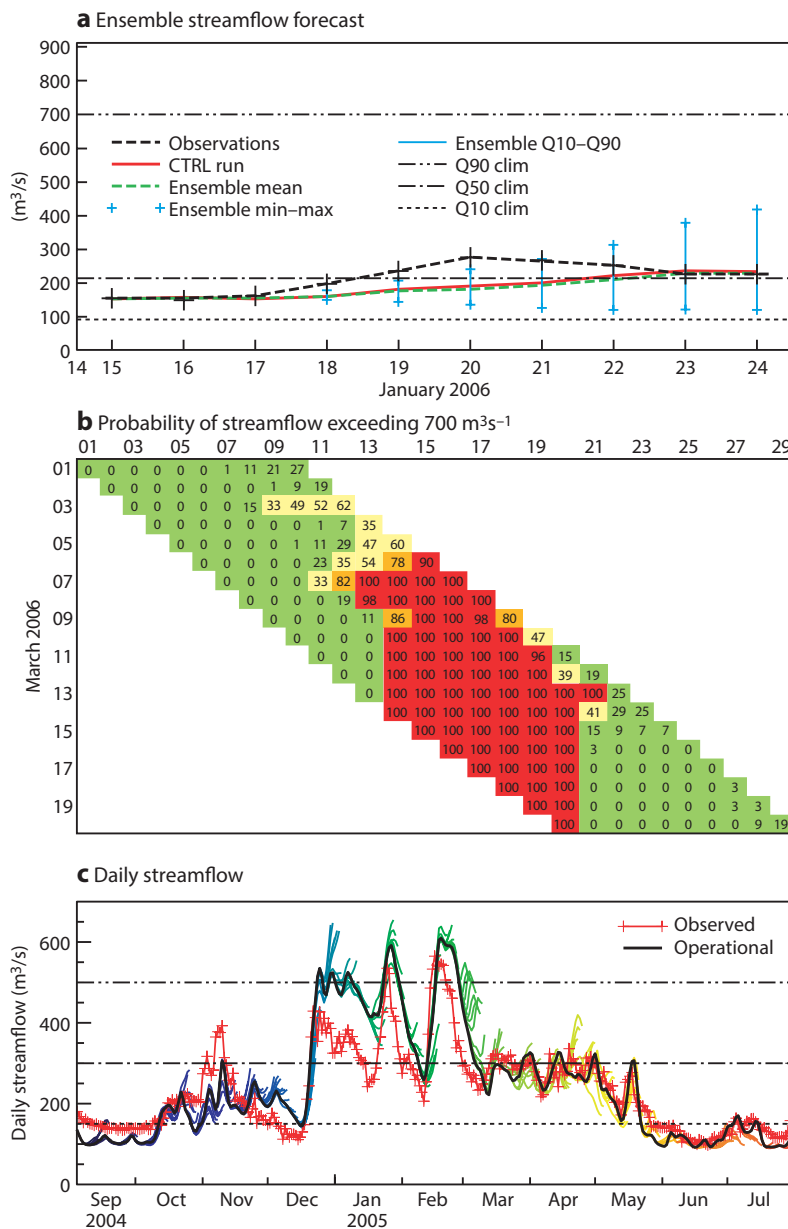 a Ensemble streamflow forecast
900
800
700
600
500
400
300
200
100
0
(m³/s)
Observations
CTRL run
Ensemble mean
Ensemble min–max
Ensemble Q10–Q90
Q90 clim
Q50 clim
Q10 clim
14 15 16 17 18 19 20 21 22 23 24
January 2006
b Probability of streamflow exceeding 700 m³s⁻¹
01 03 05 07 09 11 13 15 17 19 21 23 25 27 29
March 2006
01 0 0 0 0 0 0 1 11 21 27
0 0 0 0 0 0 0 1 9 19
03 0 0 0 0 0 15 33 49 52 62
0 0 0 0 0 0 0 1 7 35
05 0 0 0 0 0 1 11 29 47 60
0 0 0 0 0 23 35 54 78 90
07 0 0 0 0 33 82 100 100 100 100
0 0 0 0 19 98 100 100 100 100
09 0 0 0 0 11 86 100 100 98 80
0 0 0 0 100 100 100 100 100 47
11 0 0 0 100 100 100 100 100 96 15
0 0 100 100 100 100 100 100 39 19
13 0 100 100 100 100 100 100 100 100 25
100 100 100 100 100 100 100 41 29 25
15 100 100 100 100 100 100 15 9 7 7
100 100 100 100 100 3 0 0 0 0
17 100 100 100 100 0 0 0 0 0 0
100 100 100 0 0 0 0 0 0 3
19 100 100 0 0 0 0 0 0 3 3
100 0 0 0 0 0 0 0 9 19
c Daily streamflow
Daily streamflow (m³/s)
600
400
200
0
Observed
Operational
Sep Oct Nov Dec Jan Feb Mar Apr May Jun Jul
2004 2005